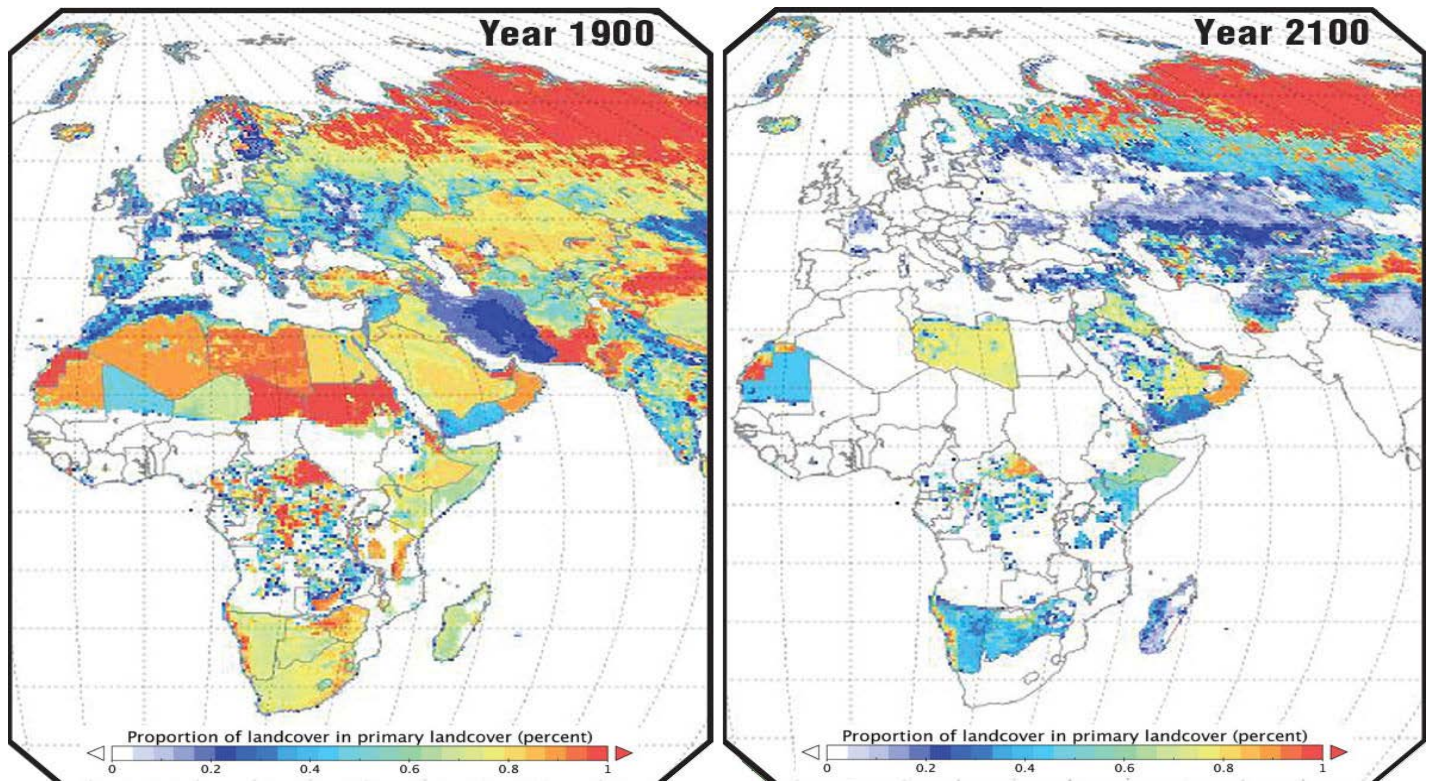 Year 1900
Proportion of landcover in primary landcover (percent)
0 0.2 0.4 0.6 0.8 1
Year 2100
Proportion of landcover in primary landcover (percent)
0 0.2 0.4 0.6 0.8 1